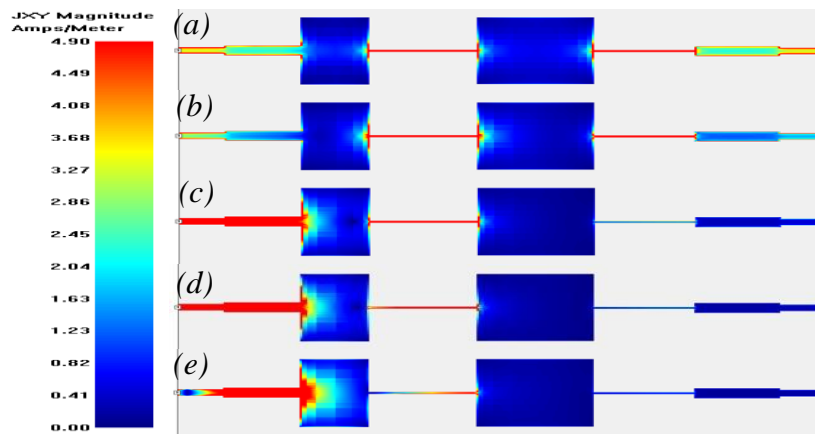 JXY Magnitude
Amps/Meter
4.90
4.49
4.08
3.68
3.27
2.86
2.45
2.04
1.63
1.23
0.82
0.41
0.00
(a)
(b)
(c)
(d)
(e)